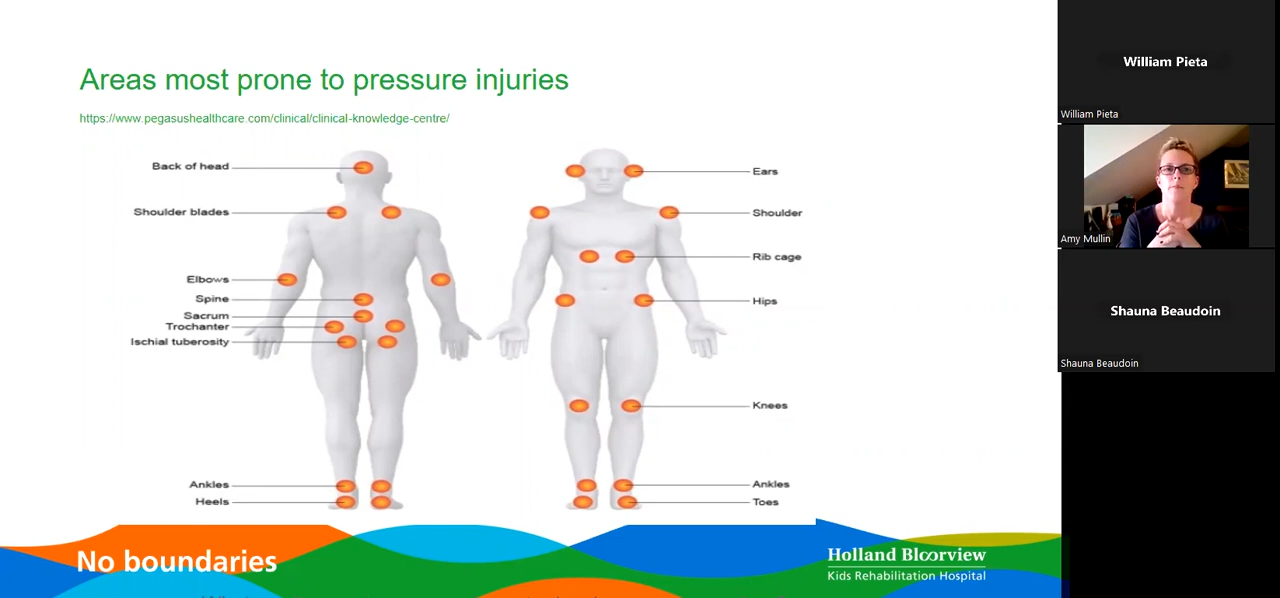 Areas most prone to pressure injuries
https://www.pegasushealthcare.com/clinical/clinical-knowledge-centre/
Back of head
Shoulder blades
Elbows
Spine
Sacrum
Trochanter
Ischial tuberosity
Ankles
Heels
Ears
Shoulder
Rib cage
Hips
Knees
Ankles
Toes
No boundaries
Holland Bloorview
Kids Rehabilitation Hospital
William Pieta
William Pieta
Amy Mullin
Shauna Beaudoin
Shauna Beaudoin